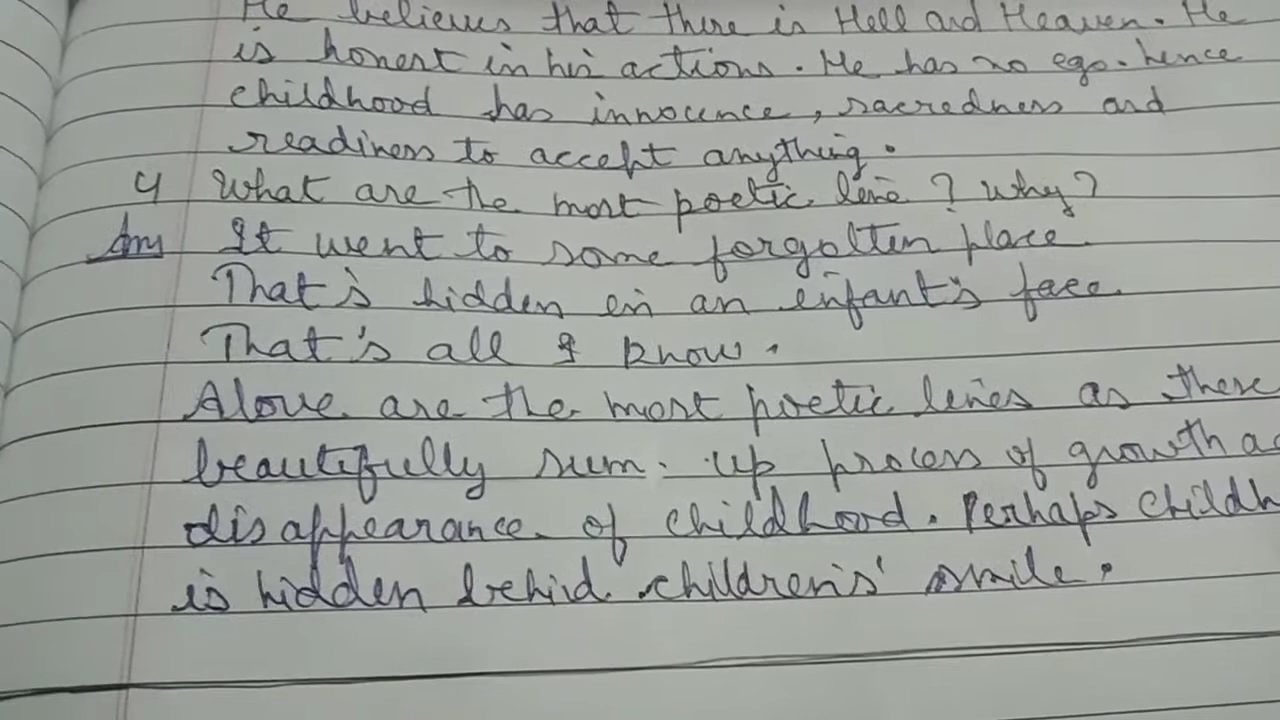 He believes that there is Hell and Heaven. He
is honest in his actions. He has no ego. hence
childhood has innocence, sacredness and
readiness to accept anything.
4 What are the most poetic line? Why?
Ans It went to some forgotten place
That's hidden in an infant's face.
That's all I know.
Above are the most poetic lines as these
beautifully sum up process of growth a
disappearance of childhood. Perhaps childh
is hidden behid children's' smile.